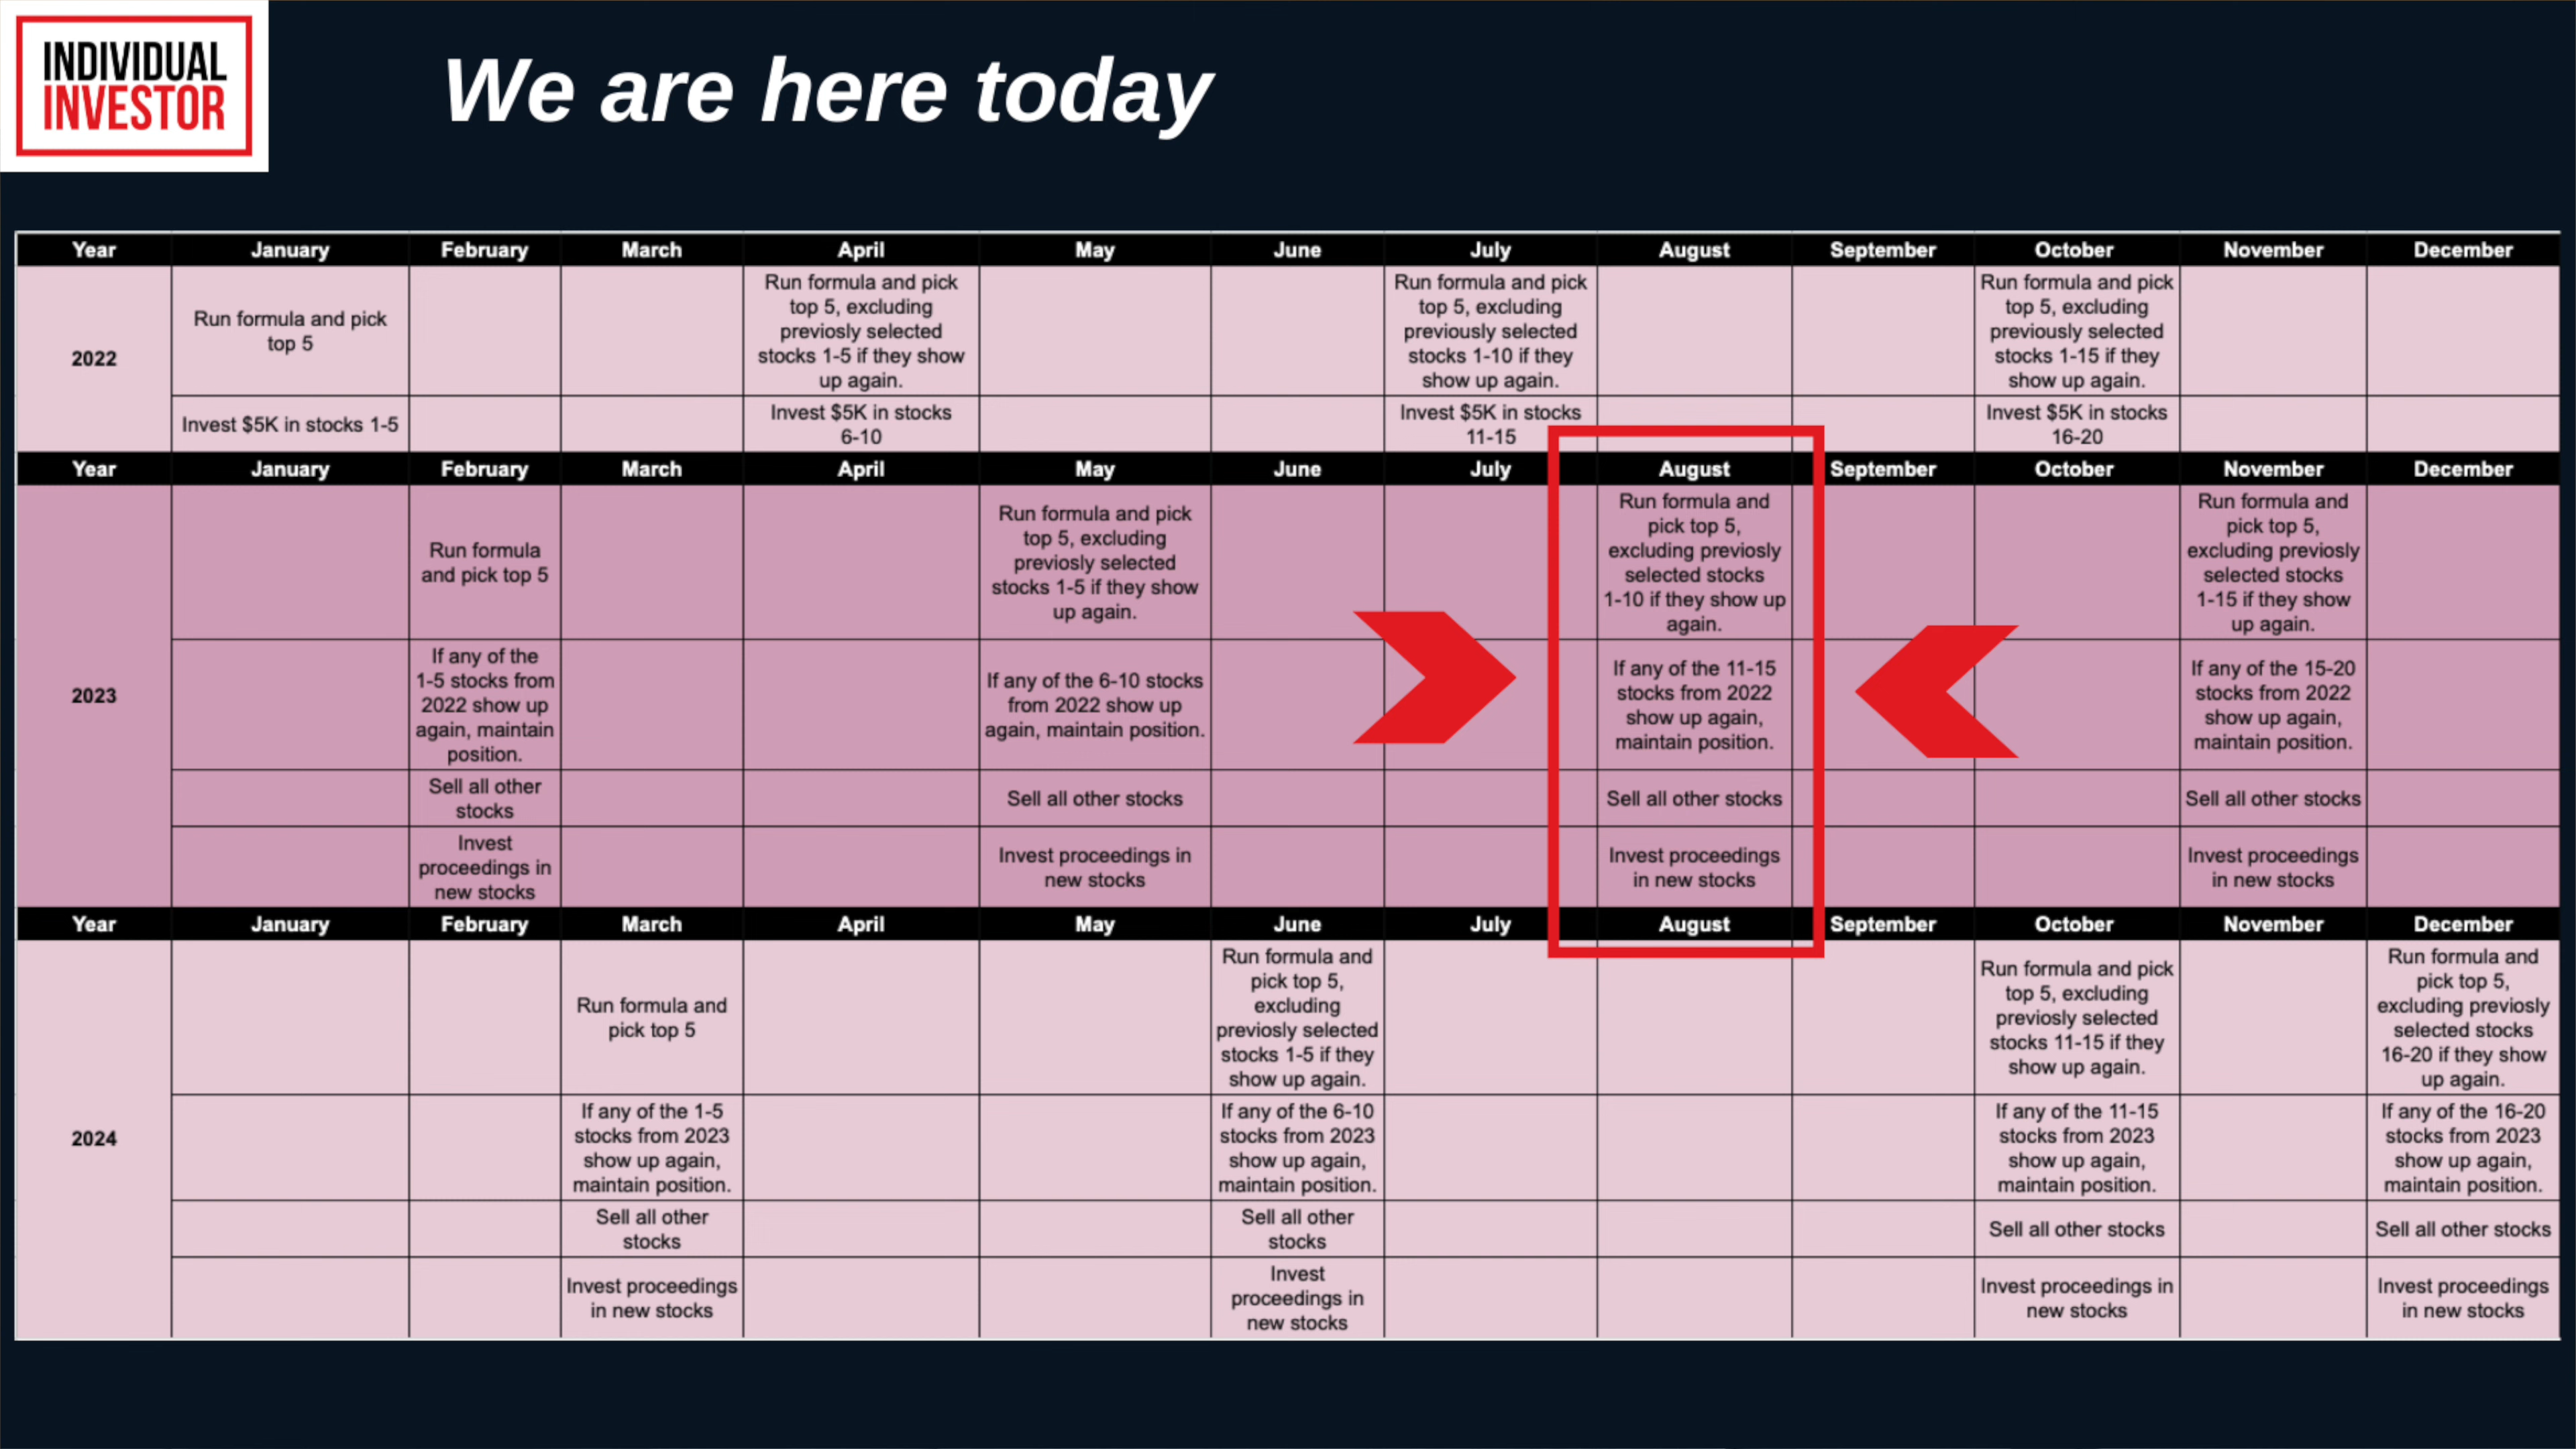 INDIVIDUAL
INVESTOR
We are here today
Year January February March April May June July August September October November December
2022
Run formula and pick
top 5
Run formula and pick
top 5, excluding
previosly selected
stocks 1-5 if they show
up again.
Run formula and pick
top 5, excluding
previously selected
stocks 1-10 if they
show up again.
Run formula and pick
top 5, excluding
previously selected
stocks 1-15 if they
show up again.
Invest $5K in stocks 1-5
Invest $5K in stocks
6-10
Invest $5K in stocks
11-15
Invest $5K in stocks
16-20
Year January February March April May June July August September October November December
2023
Run formula
and pick top 5
Run formula and pick
top 5, excluding
previosly selected
stocks 1-5 if they show
up again.
Run formula and
pick top 5,
excluding previosly
selected stocks
1-10 if they show up
again.
Run formula and
pick top 5,
excluding previosly
selected stocks
1-15 if they show
up again.
If any of the
1-5 stocks from
2022 show up
again, maintain
position.
If any of the 6-10 stocks
from 2022 show up
again, maintain position.
If any of the 11-15
stocks from 2022
show up again,
maintain position.
If any of the 15-20
stocks from 2022
show up again,
maintain position.
Sell all other
stocks
Sell all other stocks
Sell all other stocks
Sell all other stocks
Invest
proceedings in
new stocks
Invest proceedings in
new stocks
Invest proceedings
in new stocks
Invest proceedings
in new stocks
Year January February March April May June July August September October November December
2024
Run formula and
pick top 5
Run formula and
pick top 5,
excluding
previosly selected
stocks 1-5 if they
show up again.
Run formula and pick
top 5, excluding
previosly selected
stocks 11-15 if they
show up again.
Run formula and
pick top 5,
excluding previosly
selected stocks
16-20 if they show
up again.
If any of the 1-5
stocks from 2023
show up again,
maintain position.
If any of the 6-10
stocks from 2023
show up again,
maintain position.
If any of the 11-15
stocks from 2023
show up again,
maintain position.
If any of the 16-20
stocks from 2023
show up again,
maintain position.
Sell all other
stocks
Sell all other
stocks
Sell all other stocks
Sell all other stocks
Invest proceedings
in new stocks
Invest
proceedings in
new stocks
Invest proceedings in
new stocks
Invest proceedings
in new stocks